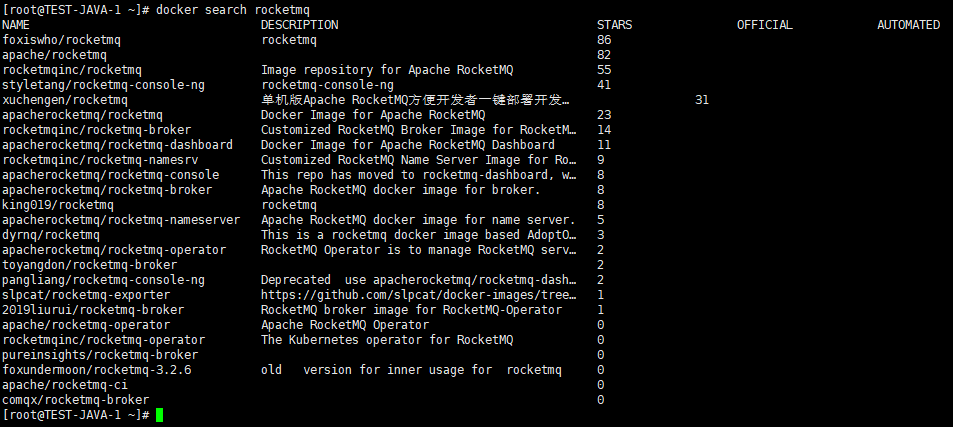 [root@TEST-JAVA-1 ~]# docker search rocketmq
NAME DESCRIPTION STARS OFFICIAL AUTOMATED
foxiswho/rocketmq rocketmq 86
apache/rocketmq 82
rocketmqinc/rocketmq Image repository for Apache RocketMQ 55
styletang/rocketmq-console-ng rocketmq-console-ng 41
xuchengen/rocketmq 单机版Apache RocketMQ方便开发者一键部署开发… 31
apacherocketmq/rocketmq Docker Image for Apache RocketMQ 23
rocketmqinc/rocketmq-broker Customized RocketMQ Broker Image for RocketM… 14
apacherocketmq/rocketmq-dashboard Docker Image for Apache RocketMQ Dashboard 11
rocketmqinc/rocketmq-namesrv Customized RocketMQ Name Server Image for Ro… 9
apacherocketmq/rocketmq-console This repo has moved to rocketmq-dashboard, w… 8
apacherocketmq/rocketmq-broker Apache RocketMQ docker image for broker. 8
king019/rocketmq rocketmq 8
apacherocketmq/rocketmq-nameserver Apache RocketMQ docker image for name server. 5
dyrnq/rocketmq This is a rocketmq docker image based AdoptO… 3
apacherocketmq/rocketmq-operator RocketMQ Operator is to manage RocketMQ serv… 2
toyangdon/rocketmq-broker 2
pangliang/rocketmq-console-ng Deprecated use apacherocketmq/rocketmq-dash… 2
slpcat/rocketmq-exporter https://github.com/slpcat/docker-images/tree… 1
2019liurui/rocketmq-broker RocketMQ broker image for RocketMQ-Operator 1
apache/rocketmq-operator Apache RocketMQ Operator 0
rocketmqinc/rocketmq-operator The Kubernetes operator for RocketMQ 0
pureinsights/rocketmq-broker 0
foxundermoon/rocketmq-3.2.6 old version for inner usage for rocketmq 0
apache/rocketmq-ci 0
comqx/rocketmq-broker 0
[root@TEST-JAVA-1 ~]#